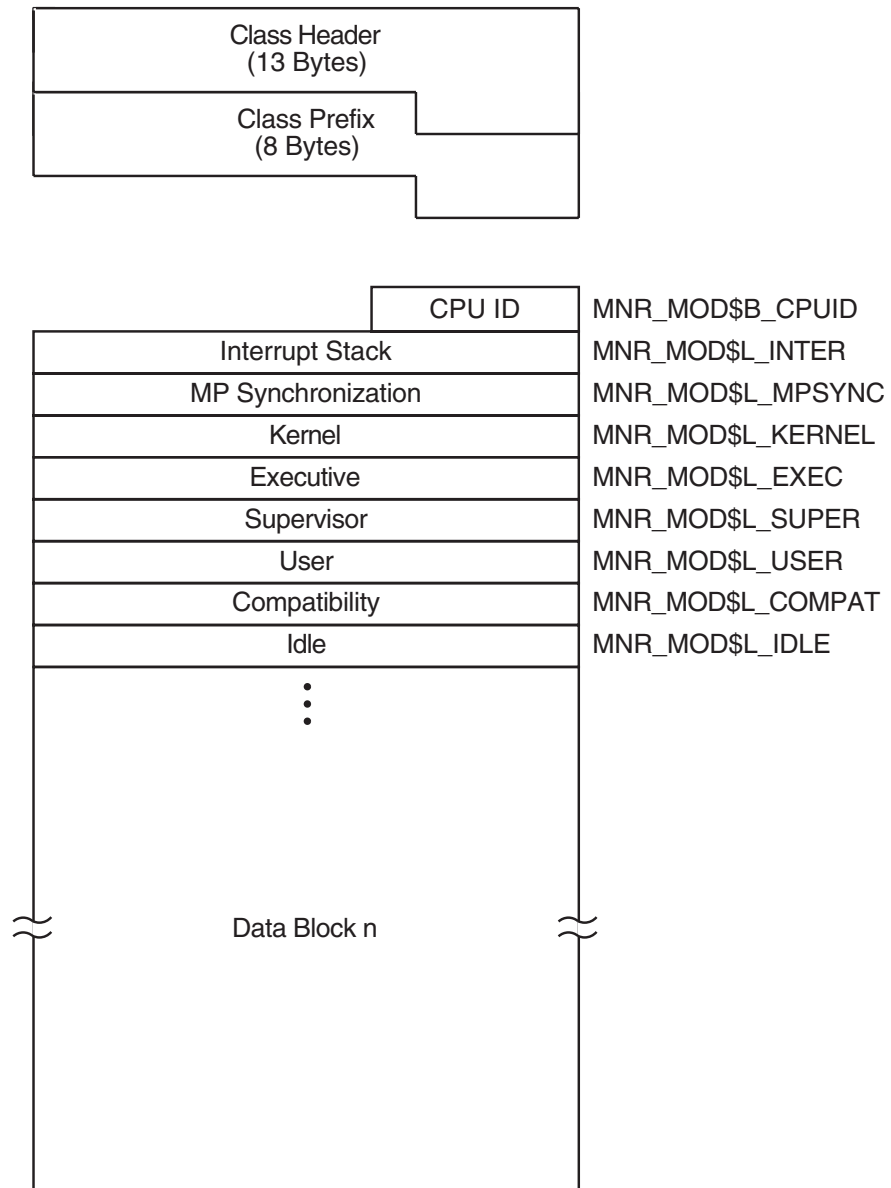 Class Header
(13 Bytes)
Class Prefix
(8 Bytes)
CPU ID MNR_MOD$B_CPUID
Interrupt Stack MNR_MOD$L_INTER
MP Synchronization MNR_MOD$L_MPSYNC
Kernel MNR_MOD$L_KERNEL
Executive MNR_MOD$L_EXEC
Supervisor MNR_MOD$L_SUPER
User MNR_MOD$L_USER
Compatibility MNR_MOD$L_COMPAT
Idle MNR_MOD$L_IDLE
Data Block n